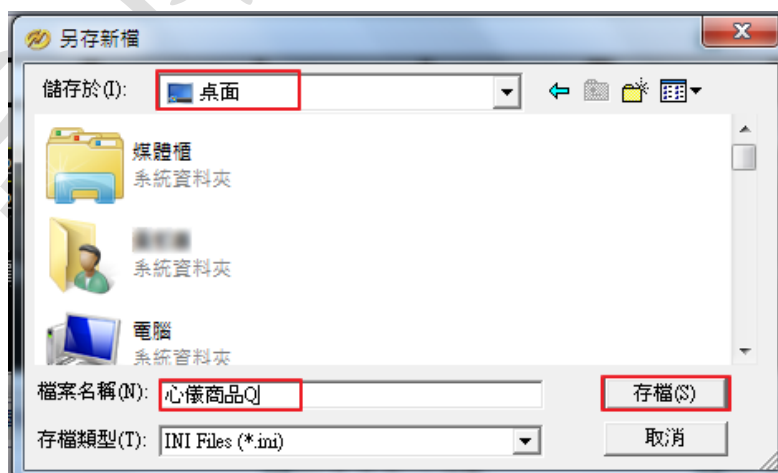 另存新檔
儲存於(I): 桌面
媒體櫃
系統資料夾
系統資料夾
電腦
系統資料夾
檔案名稱(N): 心儀商品Q
存檔(S)
存檔類型(T): INI Files (*.ini)
取消